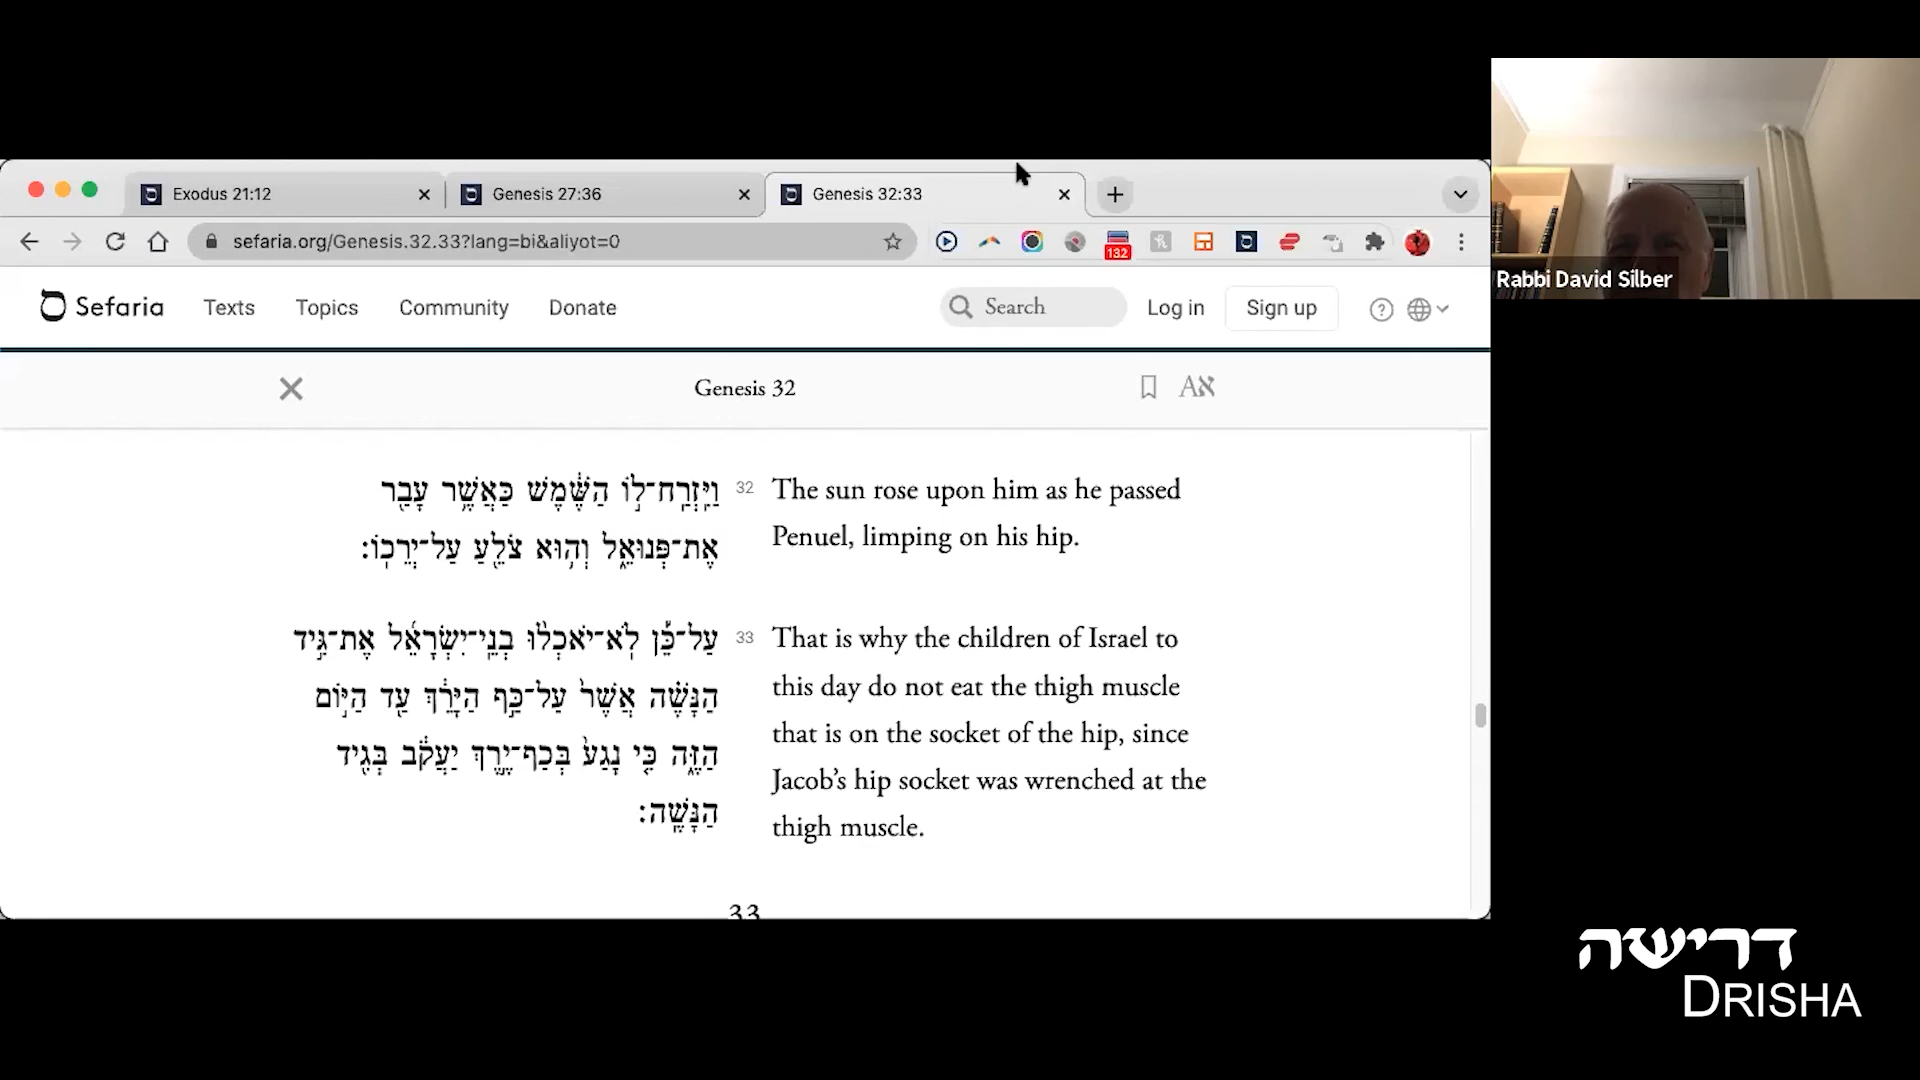 Exodus 21:12
Genesis 27:36
Genesis 32:33
sefaria.org/Genesis.32.33?lang=bi&aliyot=0
132
Sefaria
Texts
Topics
Community
Donate
Search
Log in
Sign up
Genesis 32
Aא
וַיִּֽזְרַֽח־ל֣וֹ הַשֶּׁ֔מֶשׁ כַּאֲשֶׁ֥ר עָבַ֖ר
אֶת־פְּנוּאֵ֑ל וְה֥וּא צֹלֵ֖עַ עַל־יְרֵכֽוֹ׃
32
The sun rose upon him as he passed
Penuel, limping on his hip.
עַל־כֵּ֡ן לֹֽא־יֹאכְל֨וּ בְנֵֽי־יִשְׂרָאֵ֜ל אֶת־גִּ֣יד
הַנָּשֶׁ֗ה אֲשֶׁר֙ עַל־כַּ֣ף הַיָּרֵ֔ךְ עַ֖ד הַיּ֣וֹם
הַזֶּ֑ה כִּ֤י נָגַע֙ בְּכַף־יֶ֣רֶךְ יַעֲקֹ֔ב בְּגִ֖יד
הַנָּשֶֽׁה׃
33
That is why the children of Israel to
this day do not eat the thigh muscle
that is on the socket of the hip, since
Jacob’s hip socket was wrenched at the
thigh muscle.
33
Rabbi David Silber
דרישה
DRISHA